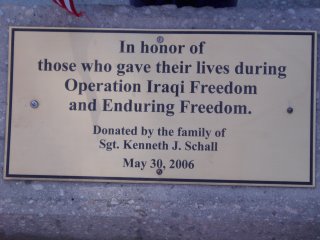 In honor of
those who gave their lives during
Operation Iraqi Freedom
and Enduring Freedom.
Donated by the family of
Sgt. Kenneth J. Schall
May 30, 2006